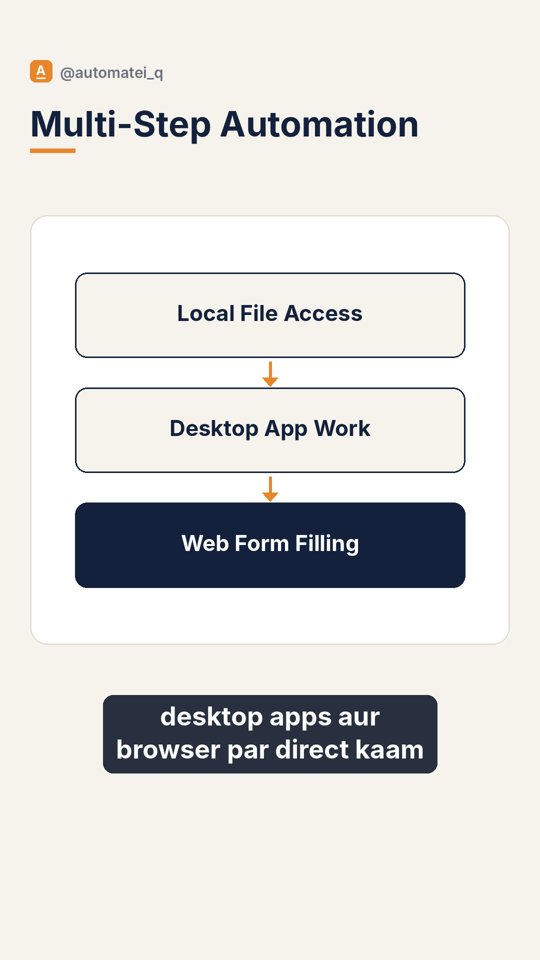 A
@automatei_q
Multi-Step Automation
Local File Access
Desktop App Work
Web Form Filling
desktop apps aur
browser par direct kaam